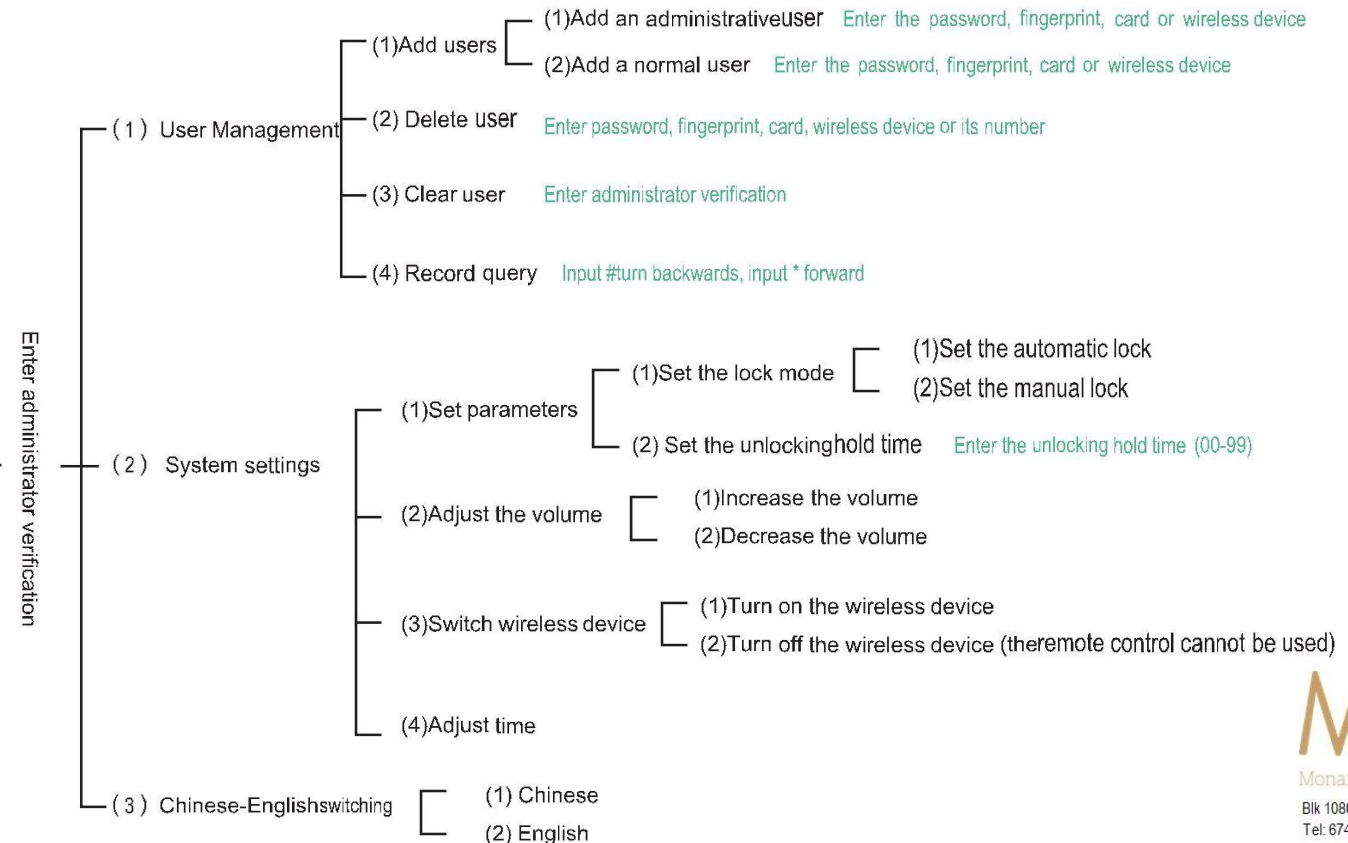 (1)Add an administrativeuser Enter the password, fingerprint, card or wireless device
(1)Add users
(2)Add a normal user Enter the password, fingerprint, card or wireless device
(1) User Management
(2) Delete user Enter password, fingerprint, card, wireless device or its number
(3) Clear user Enter administrator verification
(4) Record query Input #turn backwards, input * forward
Enter administrator verification
(1)Set the automatic lock
(1)Set the lock mode
(2)Set the manual lock
(1)Set parameters
(2) Set the unlockinghold time Enter the unlocking hold time (00-99)
(2) System settings
(1)Increase the volume
(2)Adjust the volume
(2)Decrease the volume
(1)Turn on the wireless device
(3)Switch wireless device
(2)Turn off the wireless device (theremote control cannot be used)
(4)Adjust time
(3) Chinese-Englishswitching
(1) Chinese
(2) English
M
Mona
Blk 108
Tel: 674